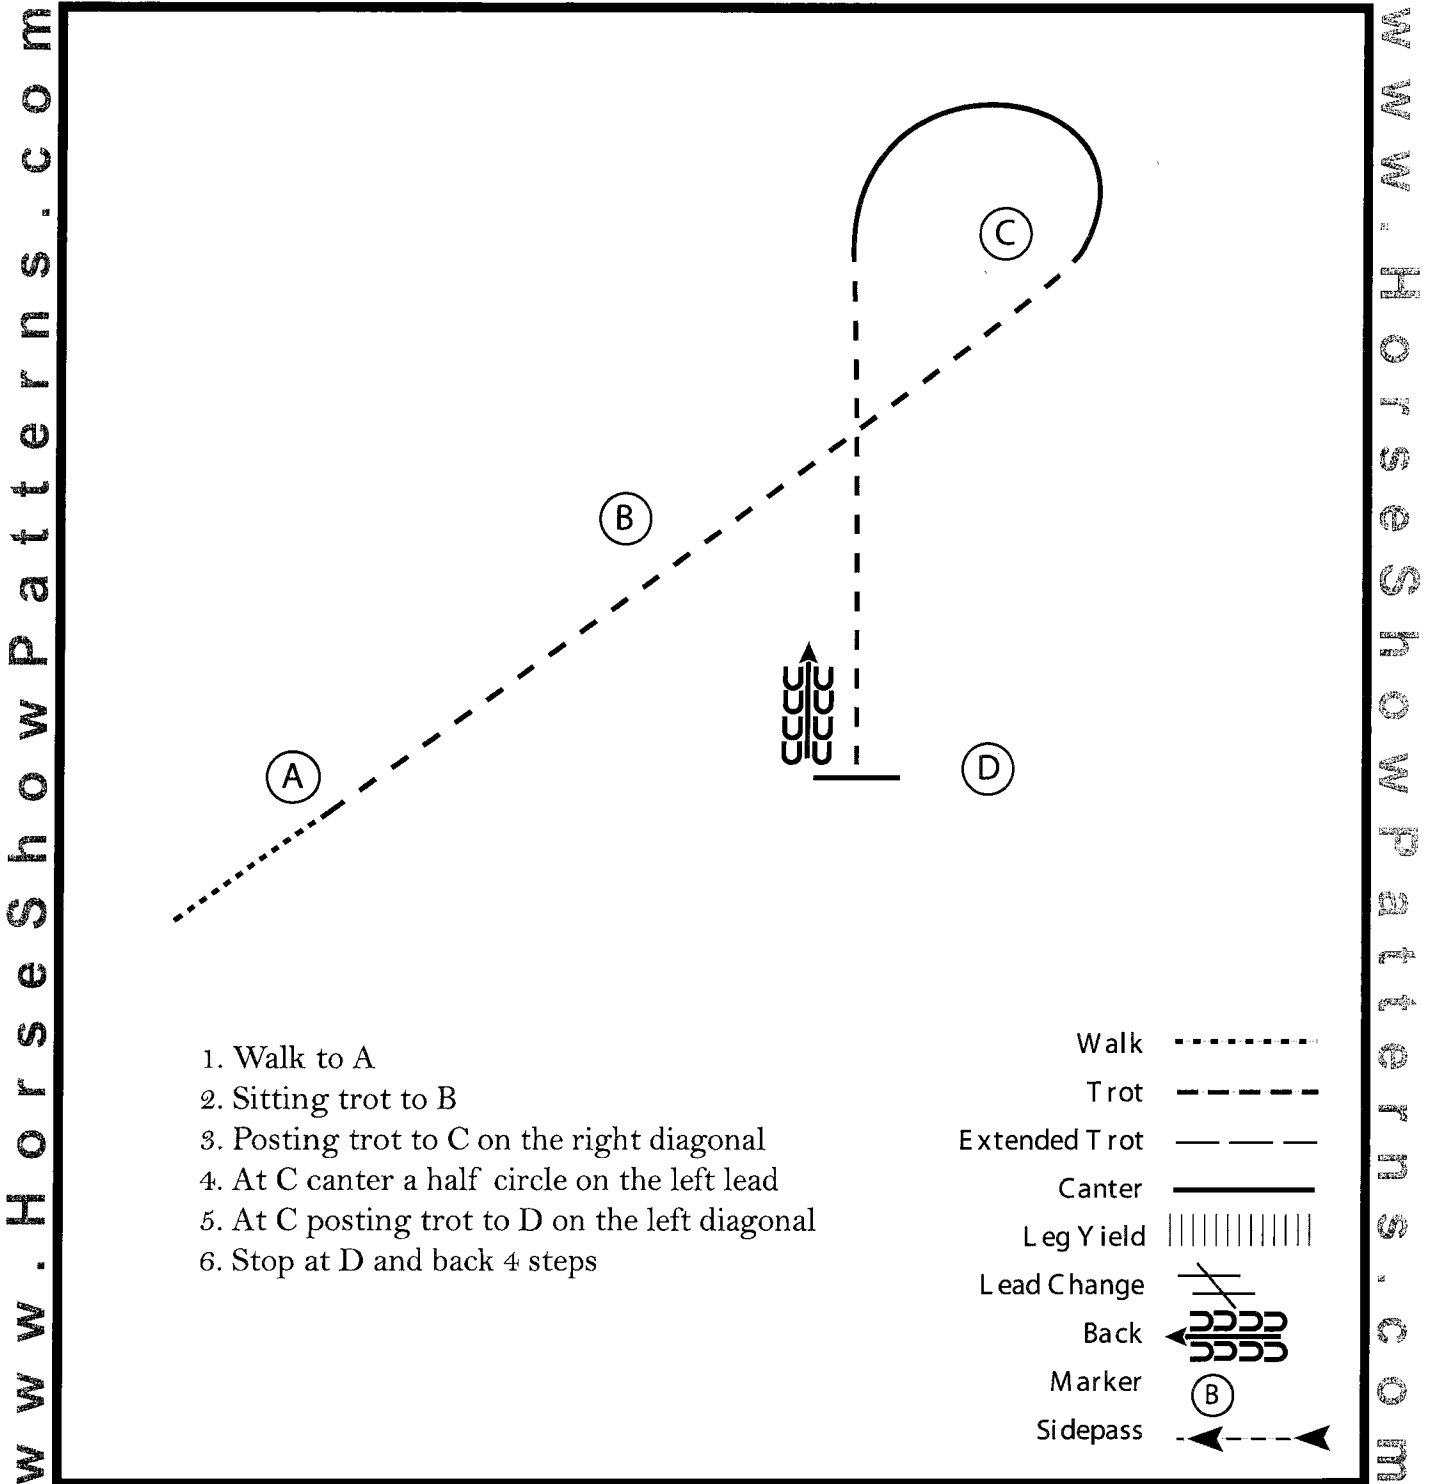 www.HorseShowPatterns.com
www.HorseShowPatterns.com
C
B
A
D
1. Walk to A
2. Sitting trot to B
3. Posting trot to C on the right diagonal
4. At C canter a half circle on the left lead
5. At C posting trot to D on the left diagonal
6. Stop at D and back 4 steps
Walk
Trot
Extended Trot
Canter
Leg Yield
Lead Change
Back
Marker B
Sidepass